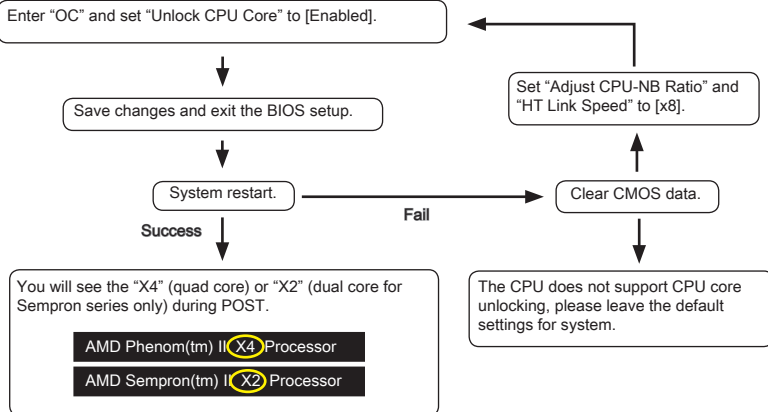 Enter “OC” and set “Unlock CPU Core” to [Enabled].
Set “Adjust CPU-NB Ratio” and
“HT Link Speed” to [x8].
Save changes and exit the BIOS setup.
System restart.
Fail
Clear CMOS data.
Success
You will see the “X4” (quad core) or “X2” (dual core for
Sempron series only) during POST.
AMD Phenom(tm) II X4 Processor
AMD Sempron(tm) II X2 Processor
The CPU does not support CPU core
unlocking, please leave the default
settings for system.